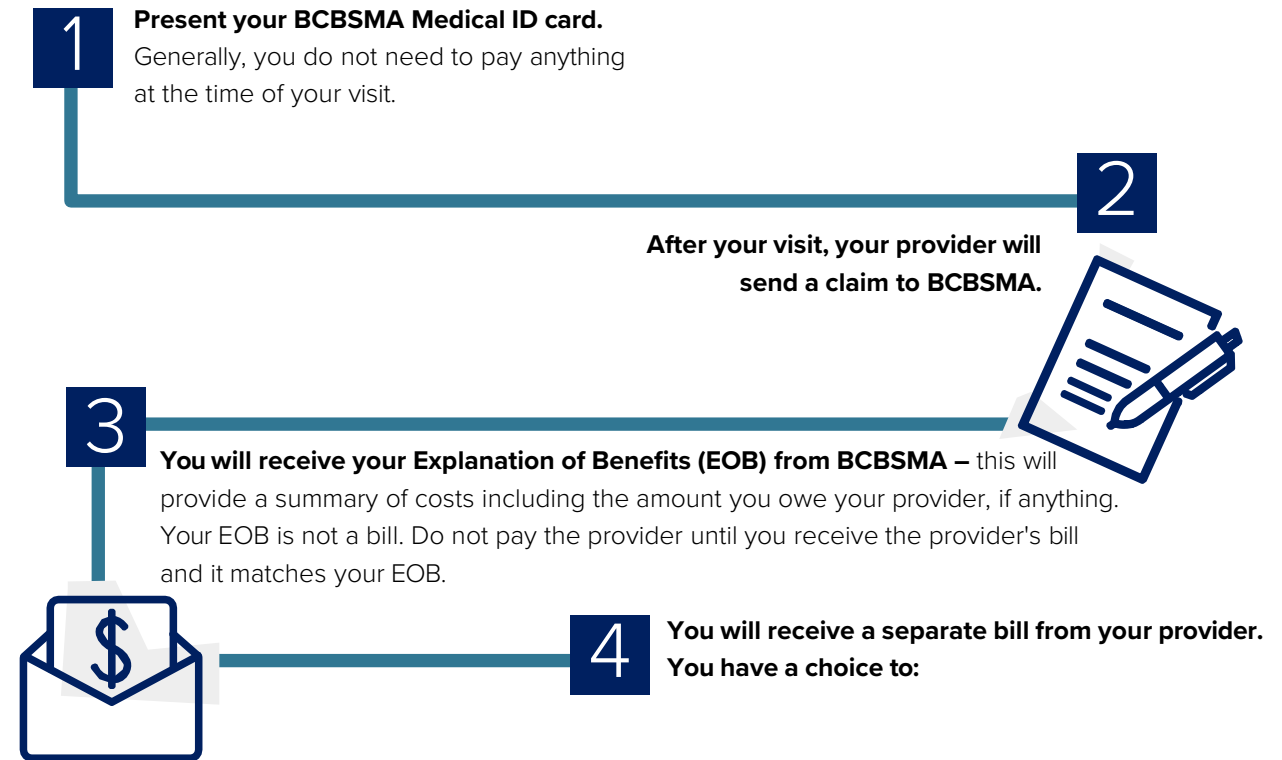 1
Present your BCBSMA Medical ID card.
Generally, you do not need to pay anything
at the time of your visit.
2
After your visit, your provider will
send a claim to BCBSMA.
3
You will receive your Explanation of Benefits (EOB) from BCBSMA – this will
provide a summary of costs including the amount you owe your provider, if anything.
Your EOB is not a bill. Do not pay the provider until you receive the provider's bill
and it matches your EOB.
$
4
You will receive a separate bill from your provider.
You have a choice to: